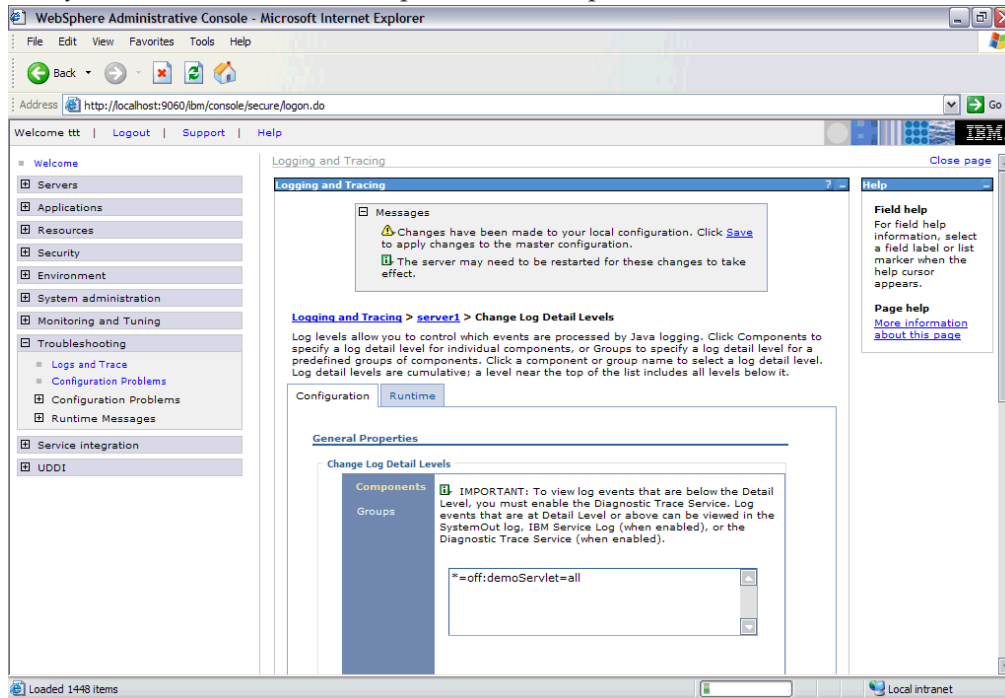 WebSphere Administrative Console - Microsoft Internet Explorer
File Edit View Favorites Tools Help
Back
Address http://localhost:9060/ibm/console/secure/logon.do
Go
Welcome ttt | Logout | Support | Help
IBM
Welcome
Servers
Applications
Resources
Security
Environment
System administration
Monitoring and Tuning
Troubleshooting
Logs and Trace
Configuration Problems
Configuration Problems
Runtime Messages
Service integration
UDDI
Logging and Tracing
Close page
Logging and Tracing ? -
Messages
Changes have been made to your local configuration. Click Save
to apply changes to the master configuration.
The server may need to be restarted for these changes to take
effect.
Logging and Tracing > server1 > Change Log Detail Levels
Log levels allow you to control which events are processed by Java logging. Click Components to
specify a log detail level for individual components, or Groups to specify a log detail level for a
predefined groups of components. Click a component or group name to select a log detail level.
Log detail levels are cumulative; a level near the top of the list includes all levels below it.
Configuration Runtime
General Properties
Change Log Detail Levels
Components
Groups
IMPORTANT: To view log events that are below the Detail
Level, you must enable the Diagnostic Trace Service. Log
events that are at Detail Level or above can be viewed in the
SystemOut log, IBM Service Log (when enabled), or the
Diagnostic Trace Service (when enabled).
*=off:demoServlet=all
Help -
Field help
For field help
information, select
a field label or list
marker when the
help cursor
appears.
Page help
More information
about this page
Loaded 1448 items
Local intranet